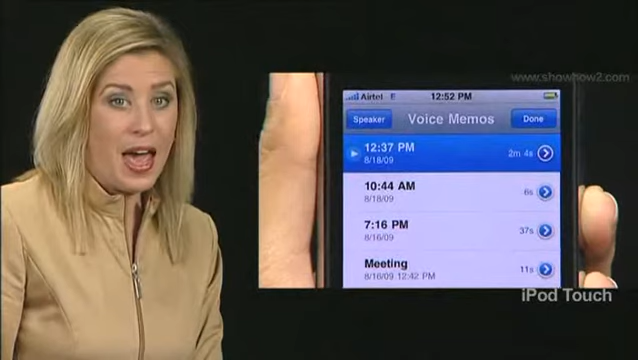 www.showhow2.com
Airtel E 12:52 PM
Speaker Voice Memos Done
12:37 PM
8/18/09 2m 4s
10:44 AM
8/18/09 6s
7:16 PM
8/16/09 37s
Meeting
8/16/09 12:42 PM 11s
iPod Touch